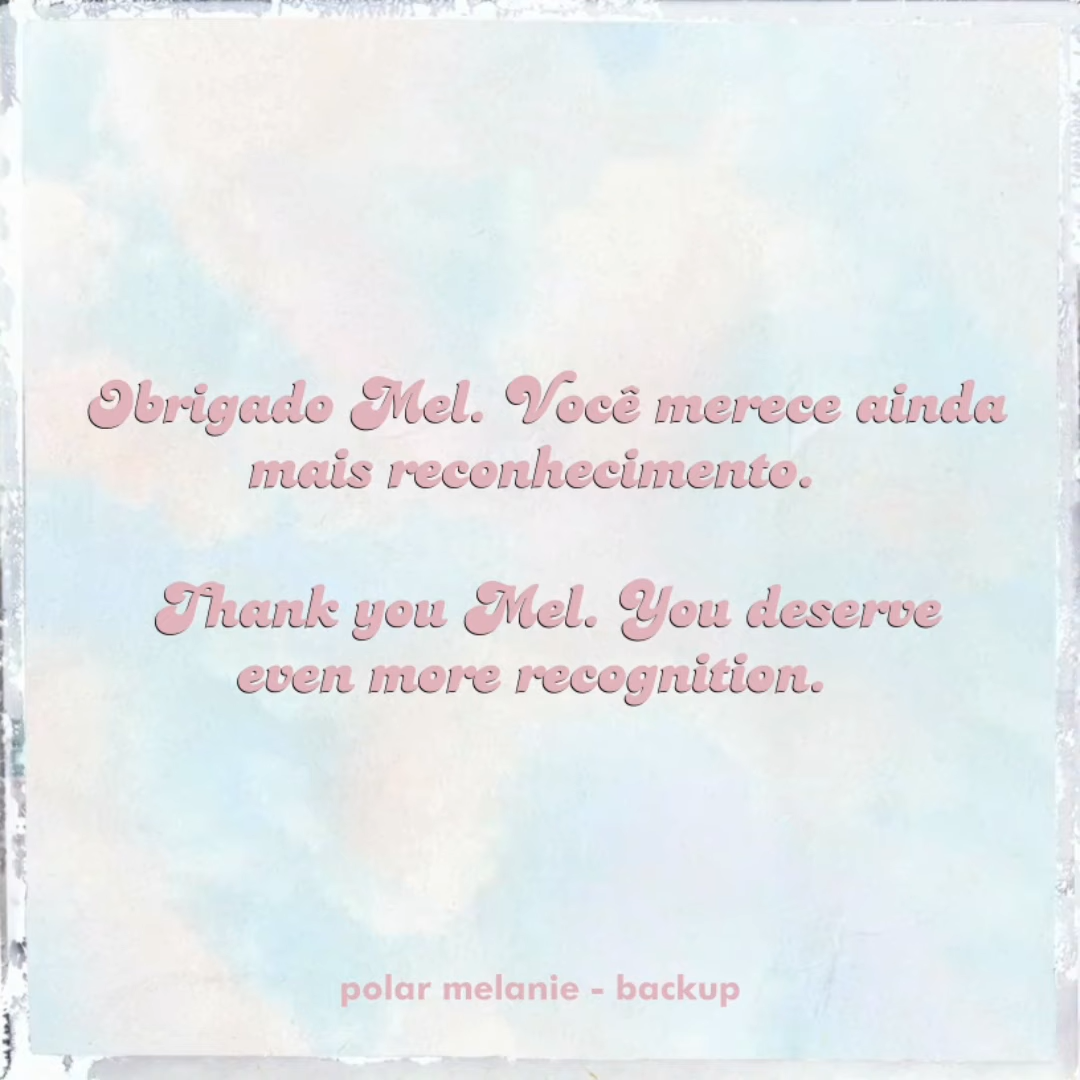 Obrigado Mel. Você merece ainda
mais reconhecimento.
Thank you Mel. You deserve
even more recognition.
polar melanie - backup